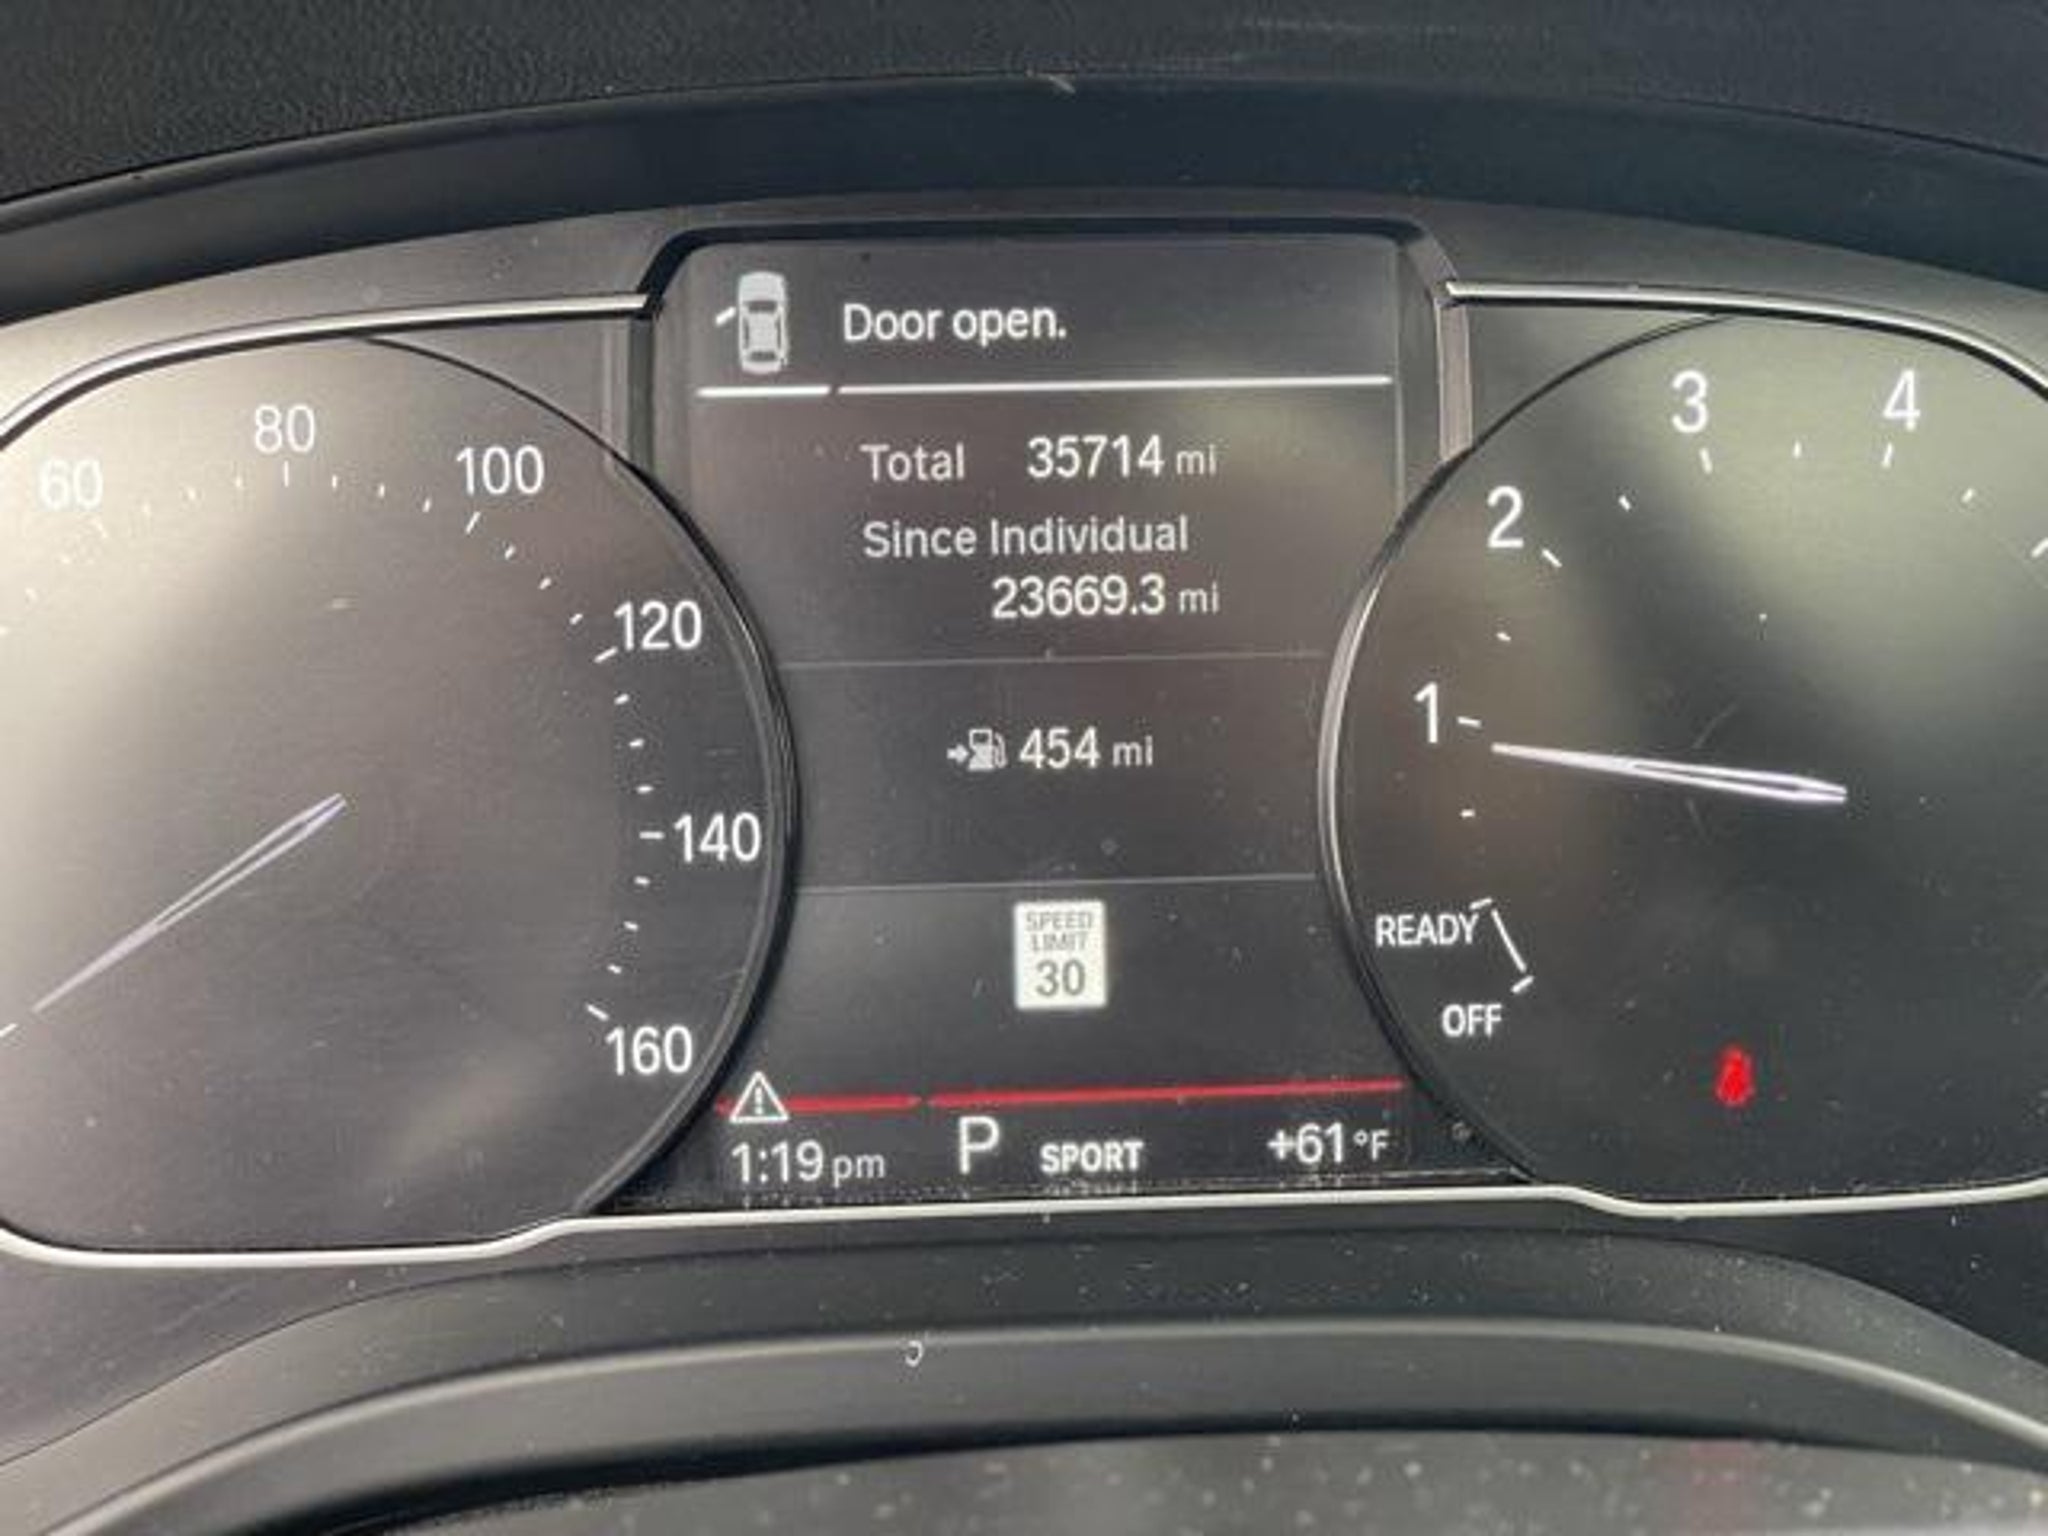 Door open.
Total 35714 mi
Since Individual
23669.3 mi
454 mi
SPEED
LIMIT
30
1:19 pm P SPORT +61 °F
60
80
100
120
140
160
4
3
2
1
READY
OFF